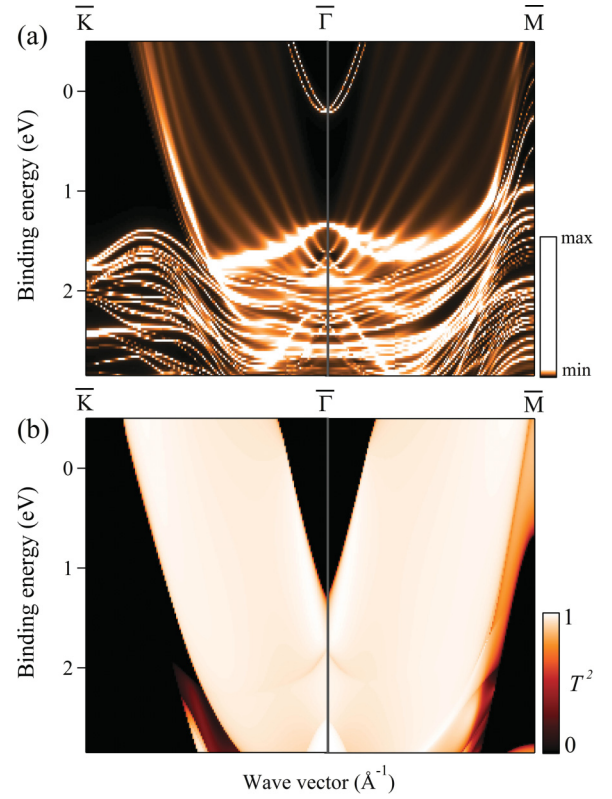 (a)
K̅ Γ̅ M̅
Binding energy (eV)
0
1
2
max
min
K̅ Γ̅ M̅
(b)
Binding energy (eV)
0
1
2
1
T²
0
Wave vector (Å⁻¹)